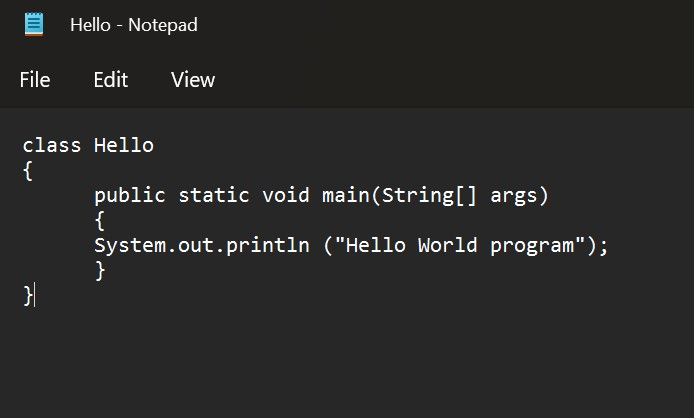 Hello - Notepad
File Edit View
class Hello
{
public static void main(String[] args)
{
System.out.println ("Hello World program");
}
}